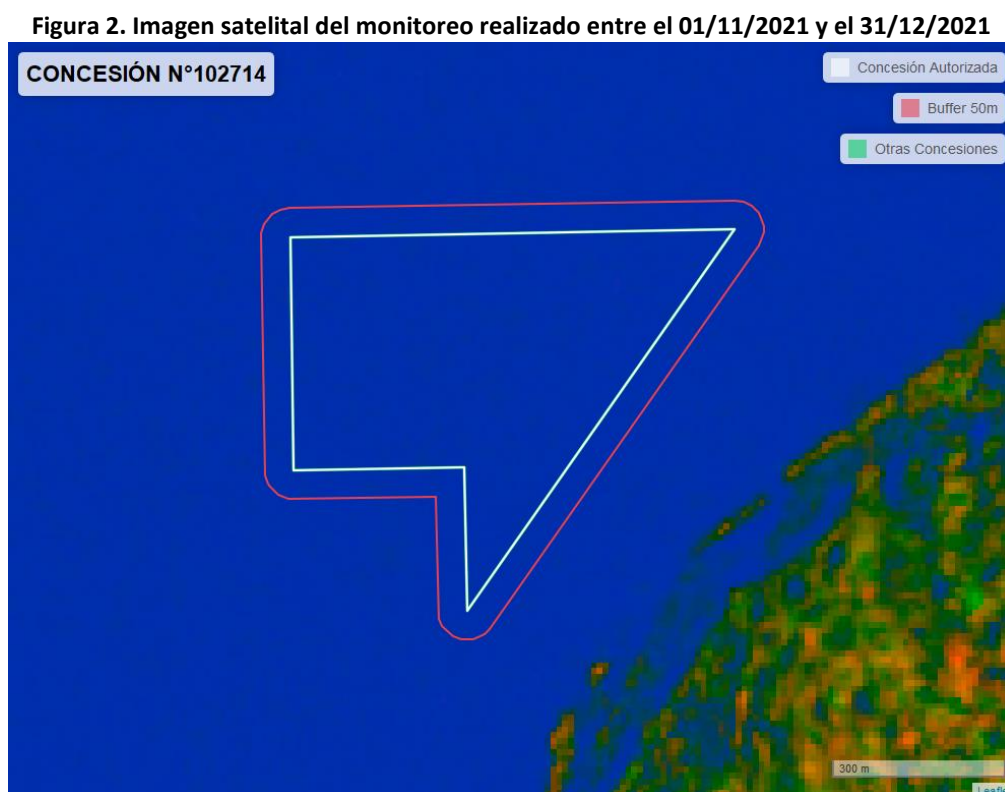 Figura 2. Imagen satelital del monitoreo realizado entre el 01/11/2021 y el 31/12/2021
CONCESIÓN N°102714
Concesión Autorizada
Buffer 50m
Otras Concesiones
300 m